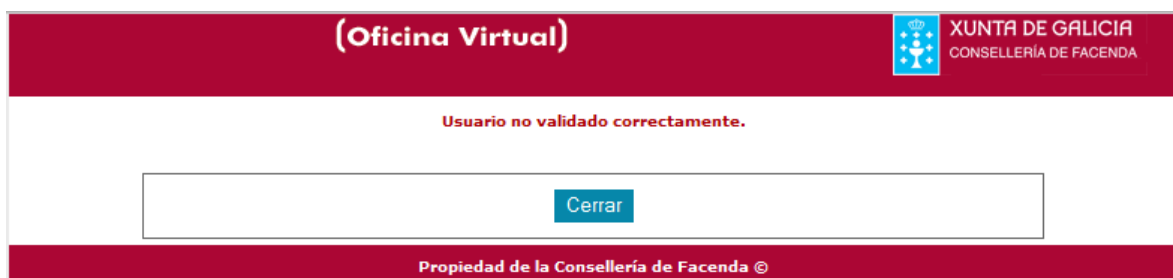 (Oficina Virtual)
XUNTA DE GALICIA
CONSELLERÍA DE FACENDA
Usuario no validado correctamente.
Cerrar
Propiedad de la Consellería de Facenda ©